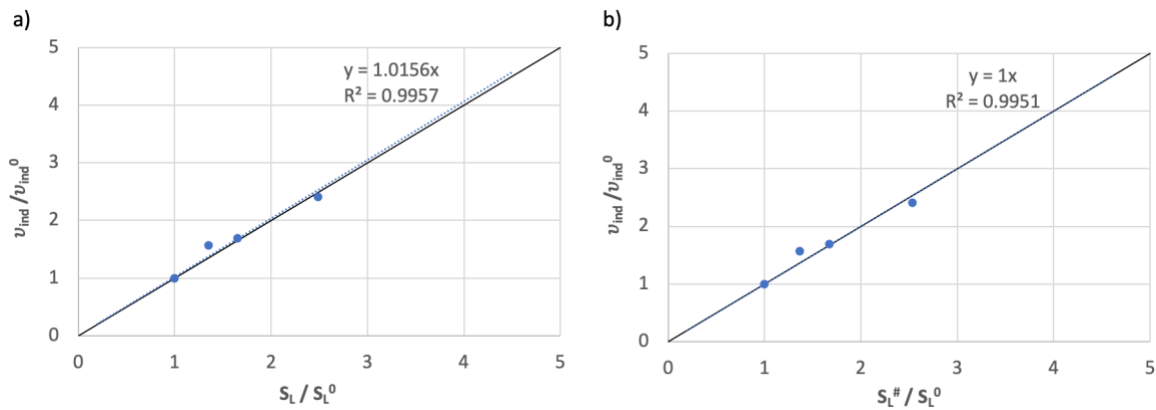 a)
y = 1.0156x
R² = 0.9957
5
4
3
2
1
0
0 1 2 3 4 5
υind /υind⁰
SL / SL⁰
b)
y = 1x
R² = 0.9951
5
4
3
2
1
0
0 1 2 3 4 5
υind /υind⁰
SL# / SL⁰